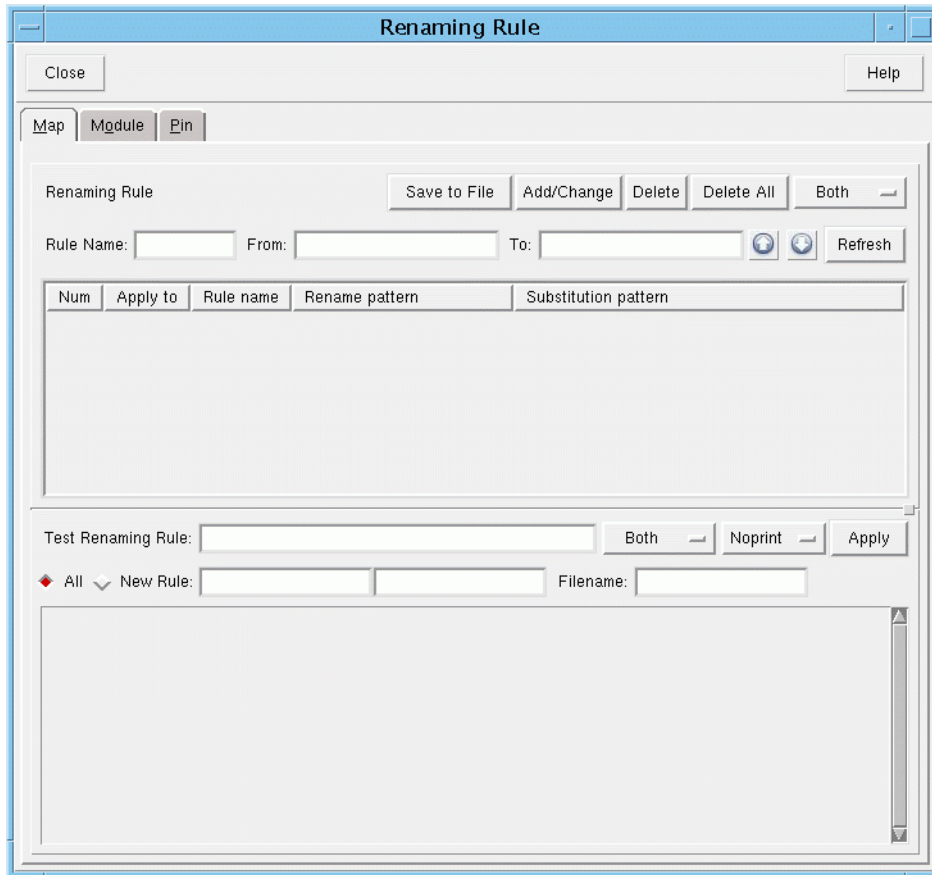 Renaming Rule
Close Help
Map Module Pin
Renaming Rule Save to File Add/Change Delete Delete All Both
Rule Name: From: To: Refresh
Num Apply to Rule name Rename pattern Substitution pattern
Test Renaming Rule: Both Noprint Apply
All New Rule: Filename: